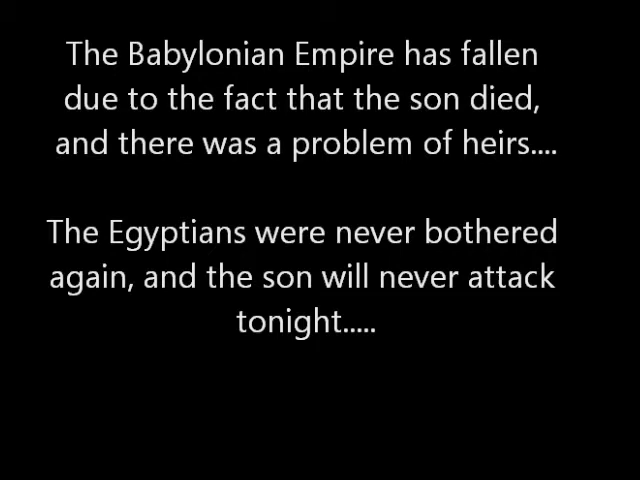 The Babylonian Empire has fallen
due to the fact that the son died,
and there was a problem of heirs....
The Egyptians were never bothered
again, and the son will never attack
tonight.....